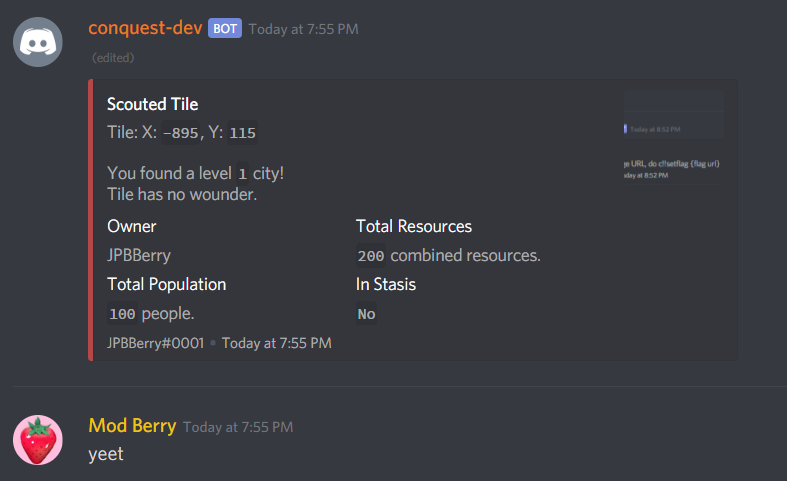 conquest-dev BOT Today at 7:55 PM
(edited)
Scouted Tile
Tile: X: -895, Y: 115
Today at 8:52 PM
You found a level 1 city!
ge URL, do c!!setflag {flag url}
Tile has no wounder.
day at 8:52 PM
Owner Total Resources
JPBBerry 200 combined resources.
Total Population In Stasis
100 people. No
JPBBerry#0001 • Today at 7:55 PM
Mod Berry Today at 7:55 PM
yeet